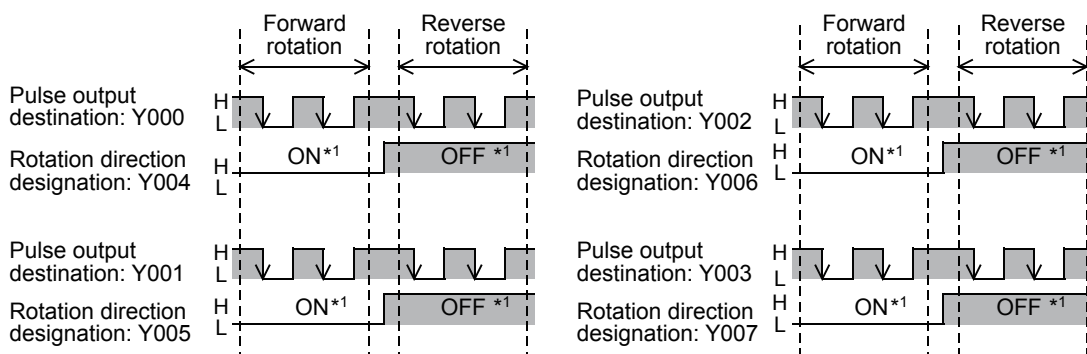 Forward rotation
Reverse rotation
Pulse output destination: Y000
H
L
Rotation direction designation: Y004
H
L
ON*1
OFF *1
Pulse output destination: Y001
H
L
Rotation direction designation: Y005
H
L
ON*1
OFF *1
Forward rotation
Reverse rotation
Pulse output destination: Y002
H
L
Rotation direction designation: Y006
H
L
ON*1
OFF *1
Pulse output destination: Y003
H
L
Rotation direction designation: Y007
H
L
ON*1
OFF *1